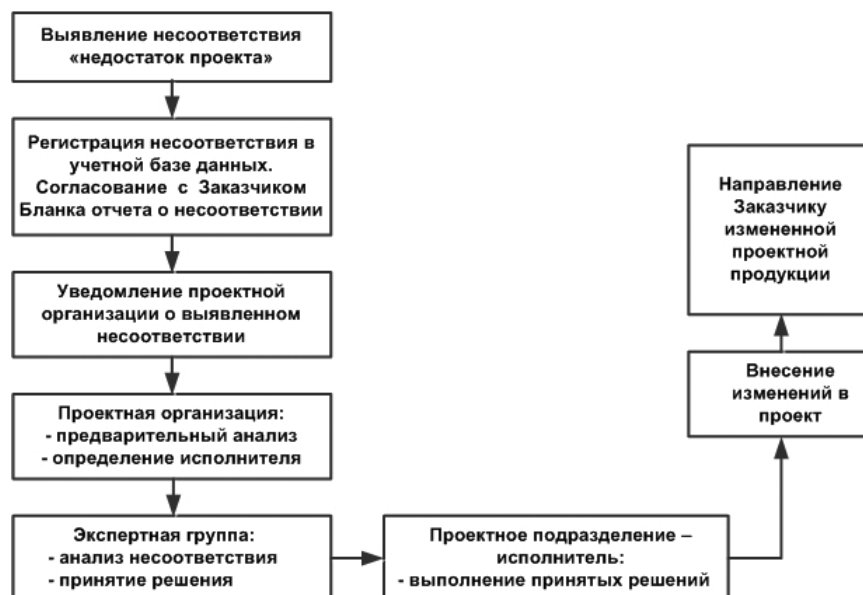 Выявление несоответствия
«недостаток проекта»
Регистрация несоответствия в
учетной базе данных.
Согласование с Заказчиком
Бланка отчета о несоответствии
Уведомление проектной
организации о выявленном
несоответствии
Проектная организация:
- предварительный анализ
- определение исполнителя
Экспертная группа:
- анализ несоответствия
- принятие решения
Проектное подразделение –
исполнитель:
- выполнение принятых решений
Внесение
изменений в
проект
Направление
Заказчику
измененной
проектной
продукции